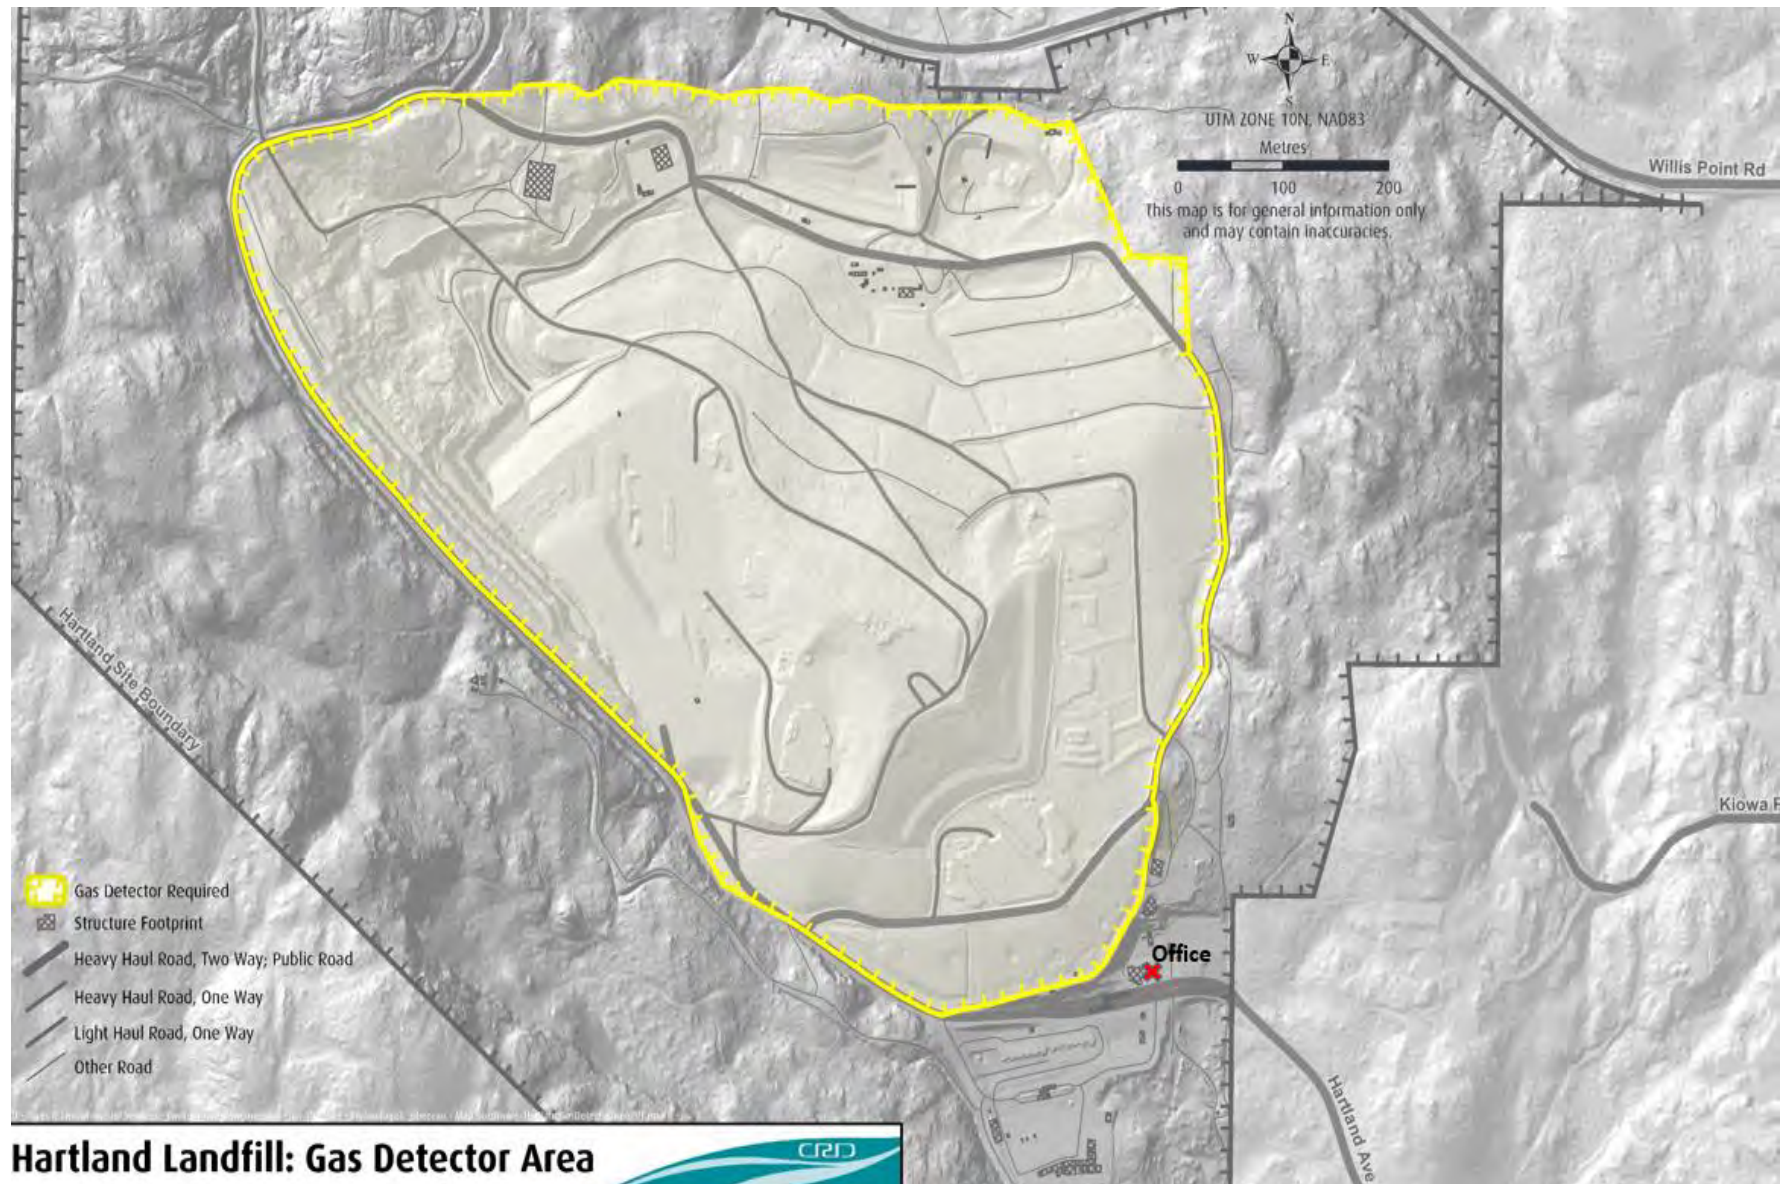 N
W E
S
UTM ZONE 10N, NAD83
Metres
0 100 200
This map is for general information only
and may contain inaccuracies.
Willis Point Rd
Hartland Site Boundary
Kiowa
Gas Detector Required
Structure Footprint
Heavy Haul Road, Two Way; Public Road
Heavy Haul Road, One Way
Light Haul Road, One Way
Other Road
Office
Hartland Ave
Hartland Landfill: Gas Detector Area
CRD